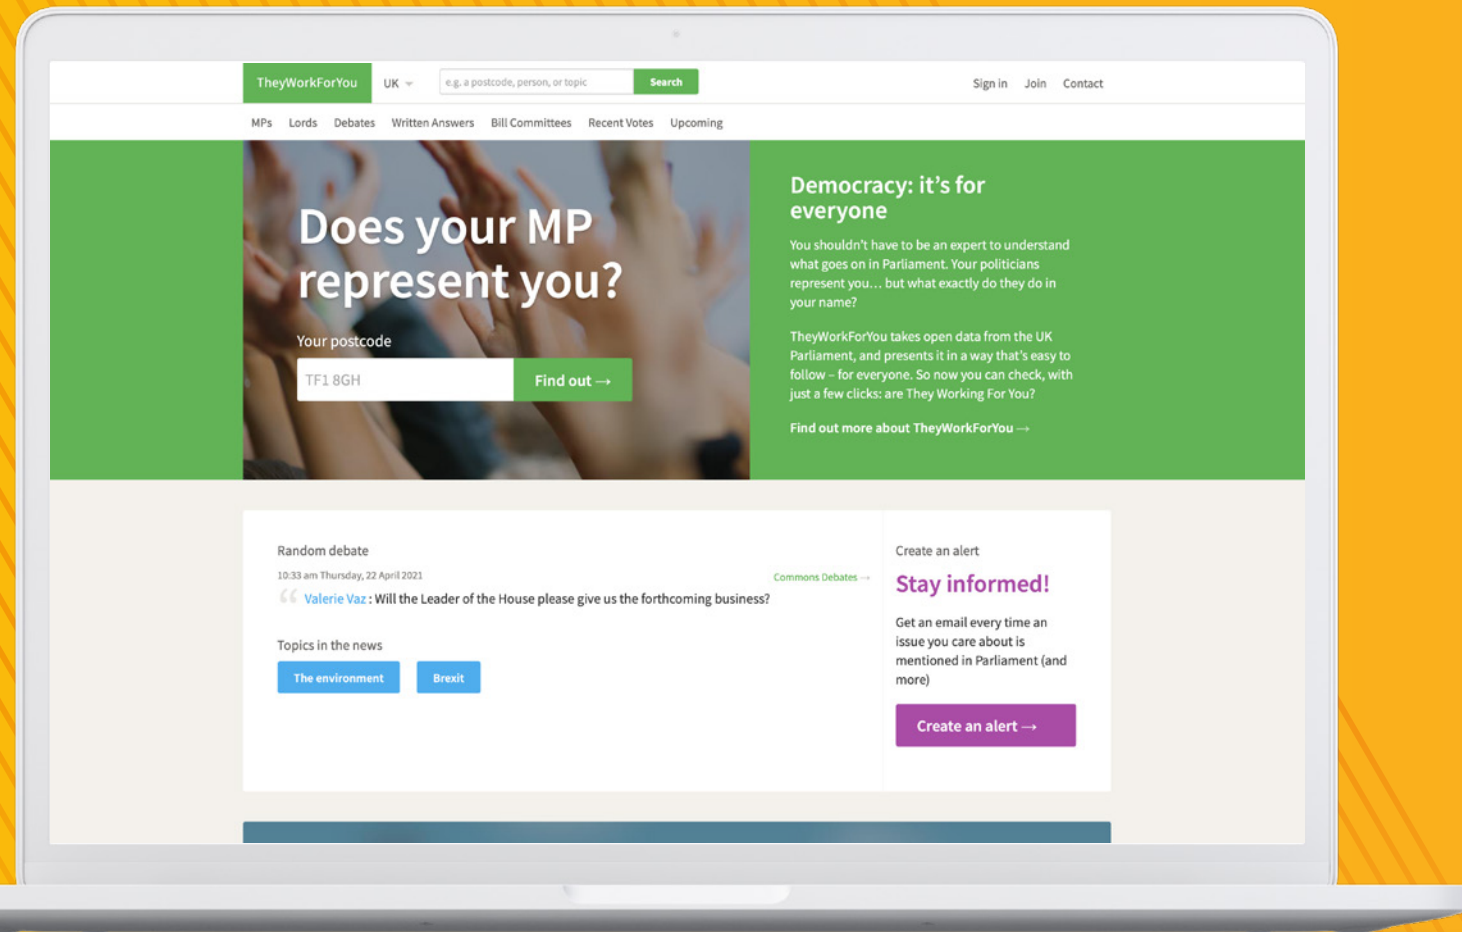 TheyWorkForYou
UK
e.g. a postcode, person, or topic
Search
Sign in Join Contact
MPs Lords Debates Written Answers Bill Committees Recent Votes Upcoming
Does your MP
represent you?
Your postcode
TF1 8GH
Find out →
Democracy: it's for
everyone
You shouldn't have to be an expert to understand
what goes on in Parliament. Your politicians
represent you... but what exactly do they do in
your name?
TheyWorkForYou takes open data from the UK
Parliament, and presents it in a way that's easy to
follow – for everyone. So now you can check, with
just a few clicks: are They Working For You?
Find out more about TheyWorkForYou →
Random debate
10:33 am Thursday, 22 April 2021
Commons Debates →
“ Valerie Vaz : Will the Leader of the House please give us the forthcoming business?
Topics in the news
The environment
Brexit
Create an alert
Stay informed!
Get an email every time an
issue you care about is
mentioned in Parliament (and
more)
Create an alert →